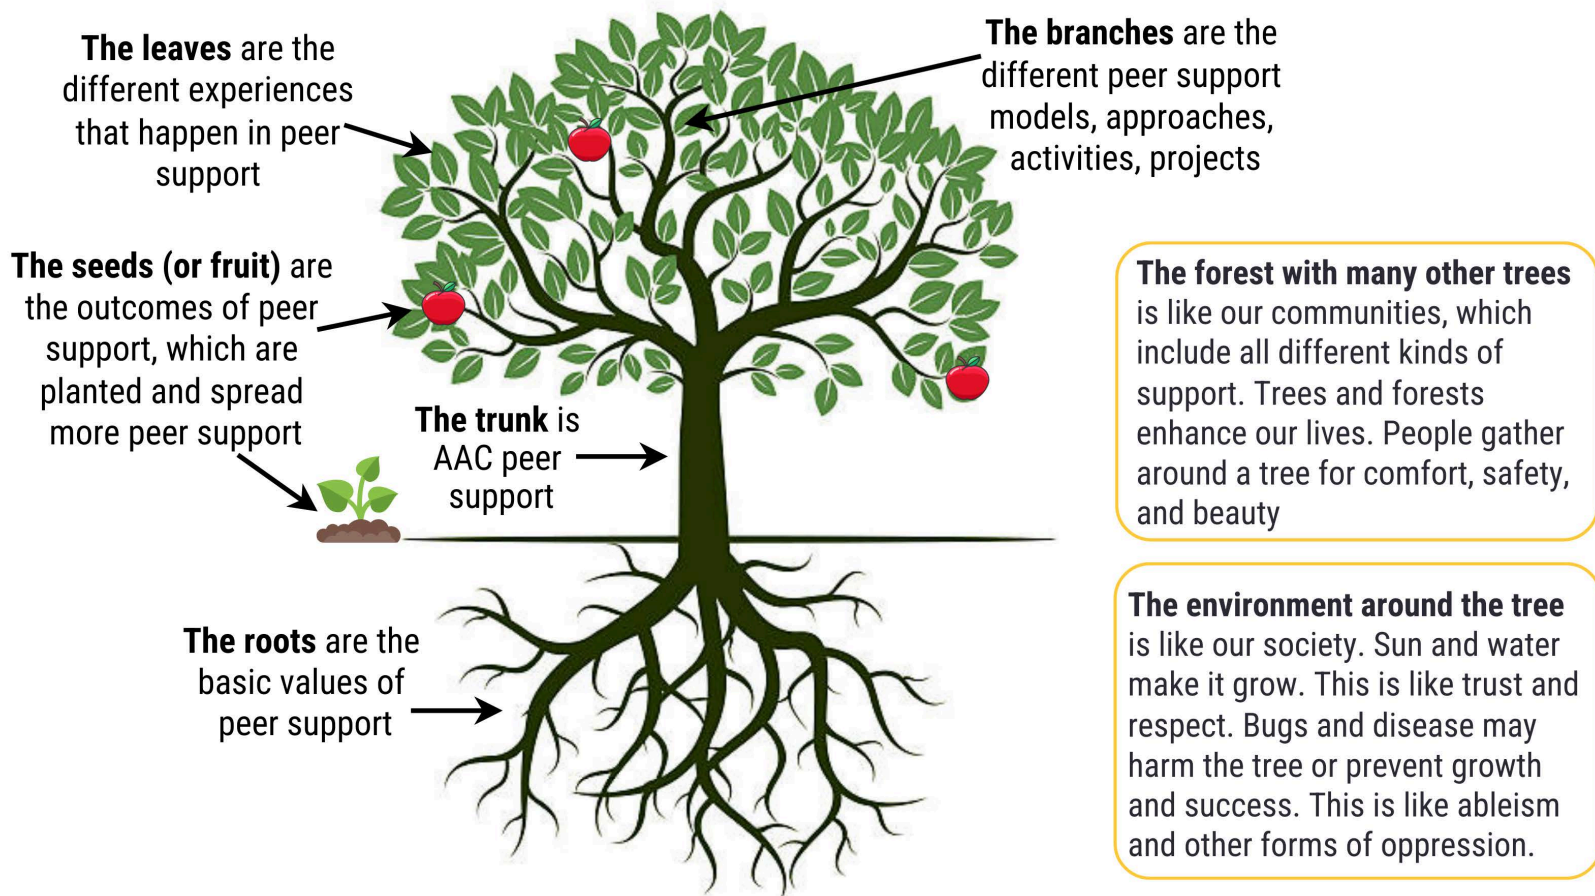 The leaves are the
different experiences
that happen in peer
support
The branches are the
different peer support
models, approaches,
activities, projects
The seeds (or fruit) are
the outcomes of peer
support, which are
planted and spread
more peer support
The trunk is
AAC peer
support
The roots are the
basic values of
peer support
The forest with many other trees
is like our communities, which
include all different kinds of
support. Trees and forests
enhance our lives. People gather
around a tree for comfort, safety,
and beauty
The environment around the tree
is like our society. Sun and water
make it grow. This is like trust and
respect. Bugs and disease may
harm the tree or prevent growth
and success. This is like ableism
and other forms of oppression.